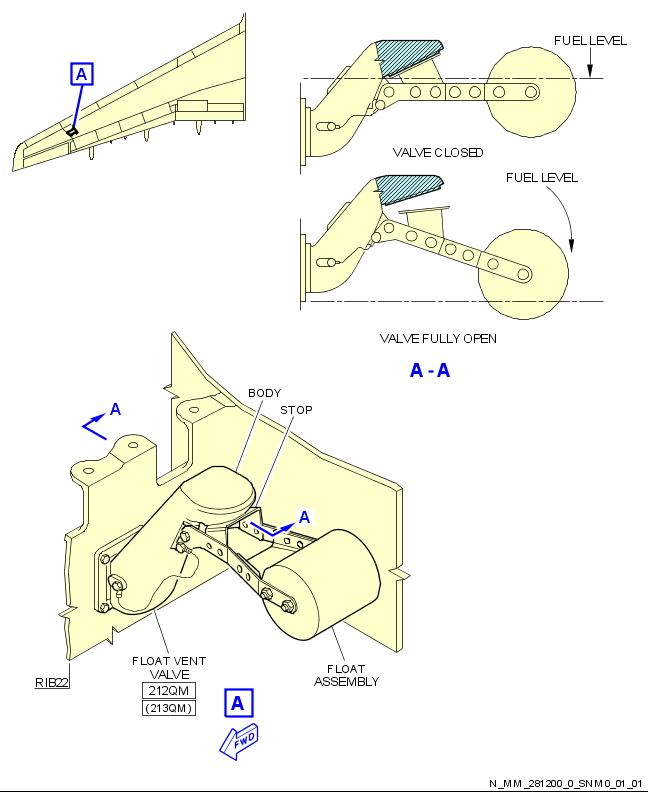 A
FUEL LEVEL
VALVE CLOSED
FUEL LEVEL
VALVE FULLY OPEN
A - A
BODY
A
STOP
A
FLOAT VENT
VALVE
212QM
(213QM)
FLOAT
ASSEMBLY
RIB22
A
FWD
N_MM_281200_0_SNM0_01_01